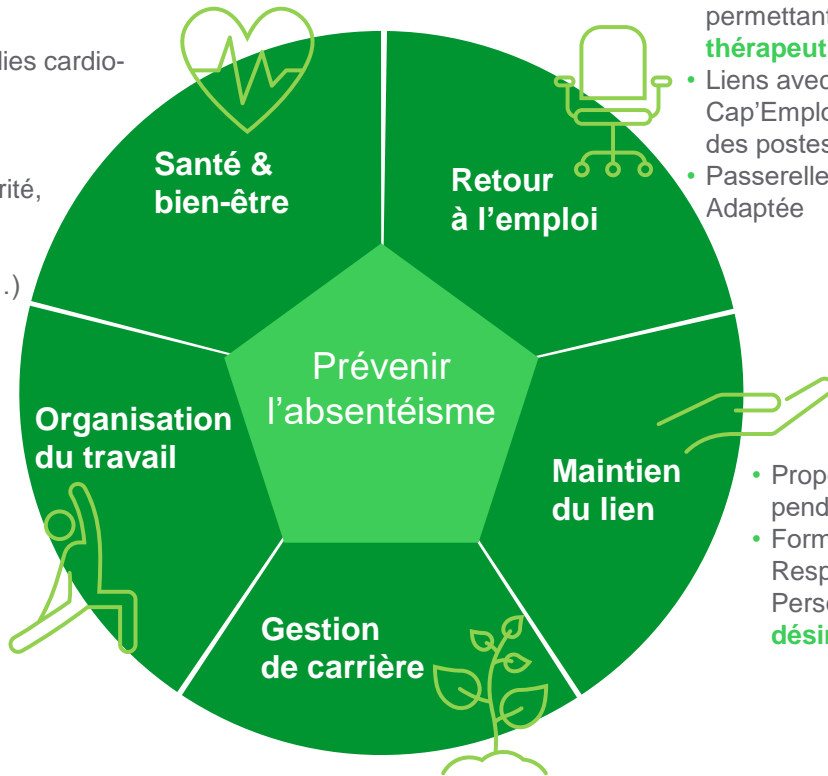 dies cardio-
rité,
…)
permettant
thérapeut
• Liens avec
Cap'Emplo
des postes
• Passerelle
Adaptée
Santé &
bien-être
Retour
à l'emploi
Prévenir
l'absentéisme
Organisation
du travail
Maintien
du lien
• Prop
pend
• Form
Resp
Pers
désir
Gestion
de carrière